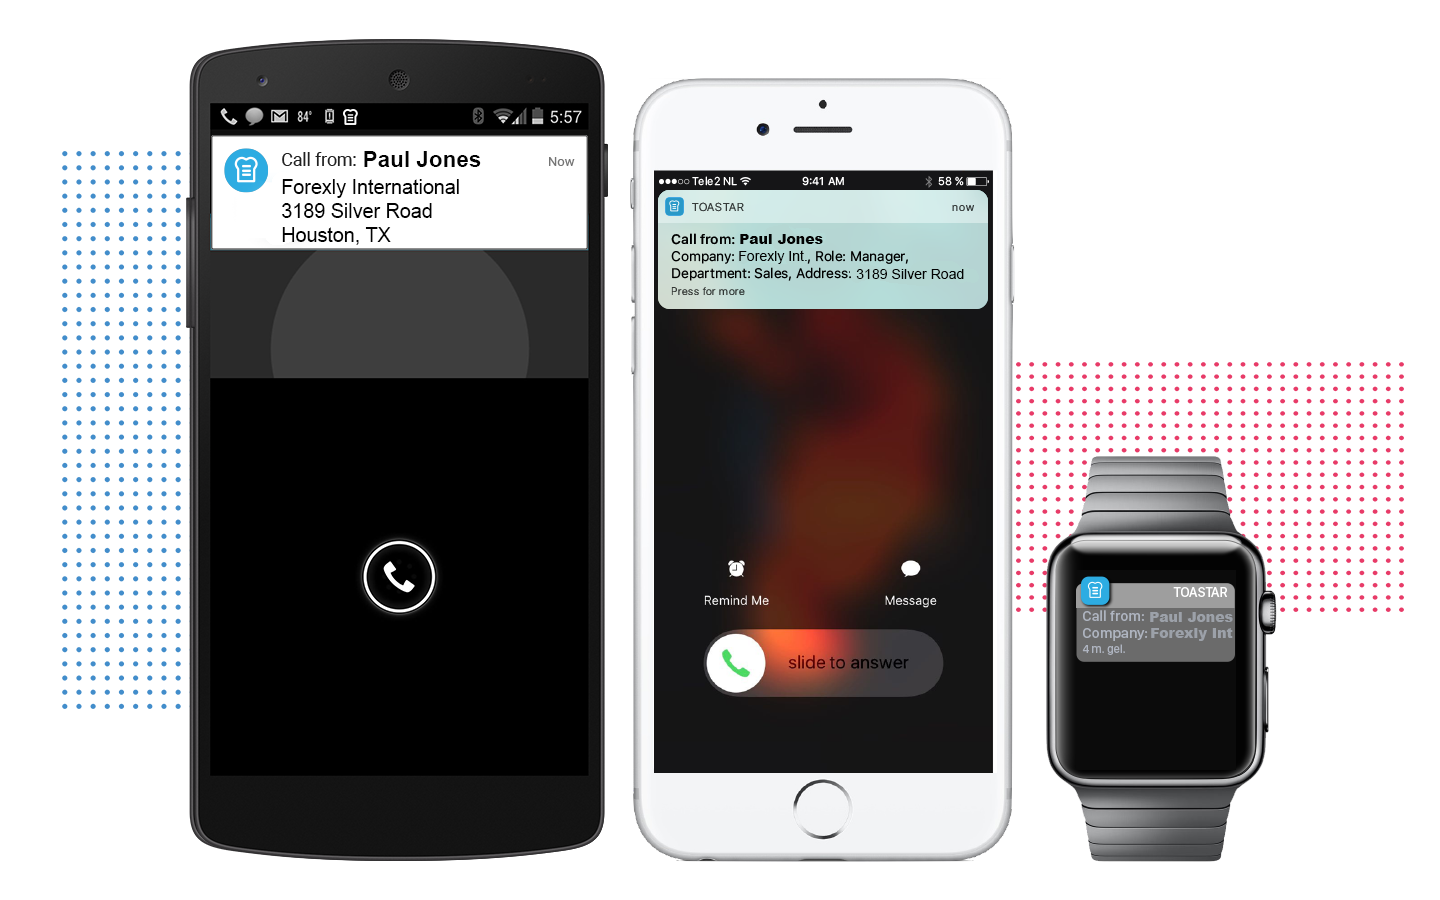 84°
5:57
Call from: Paul Jones
Now
Forexly International
3189 Silver Road
Houston, TX
Tele2 NL
9:41 AM
58 %
TOASTAR
now
Call from: Paul Jones
Company: Forexly Int., Role: Manager,
Department: Sales, Address: 3189 Silver Road
Press for more
Remind Me
Message
slide to answer
TOASTAR
Call from: Paul Jones
Company: Forexly Int
4 m. gel.